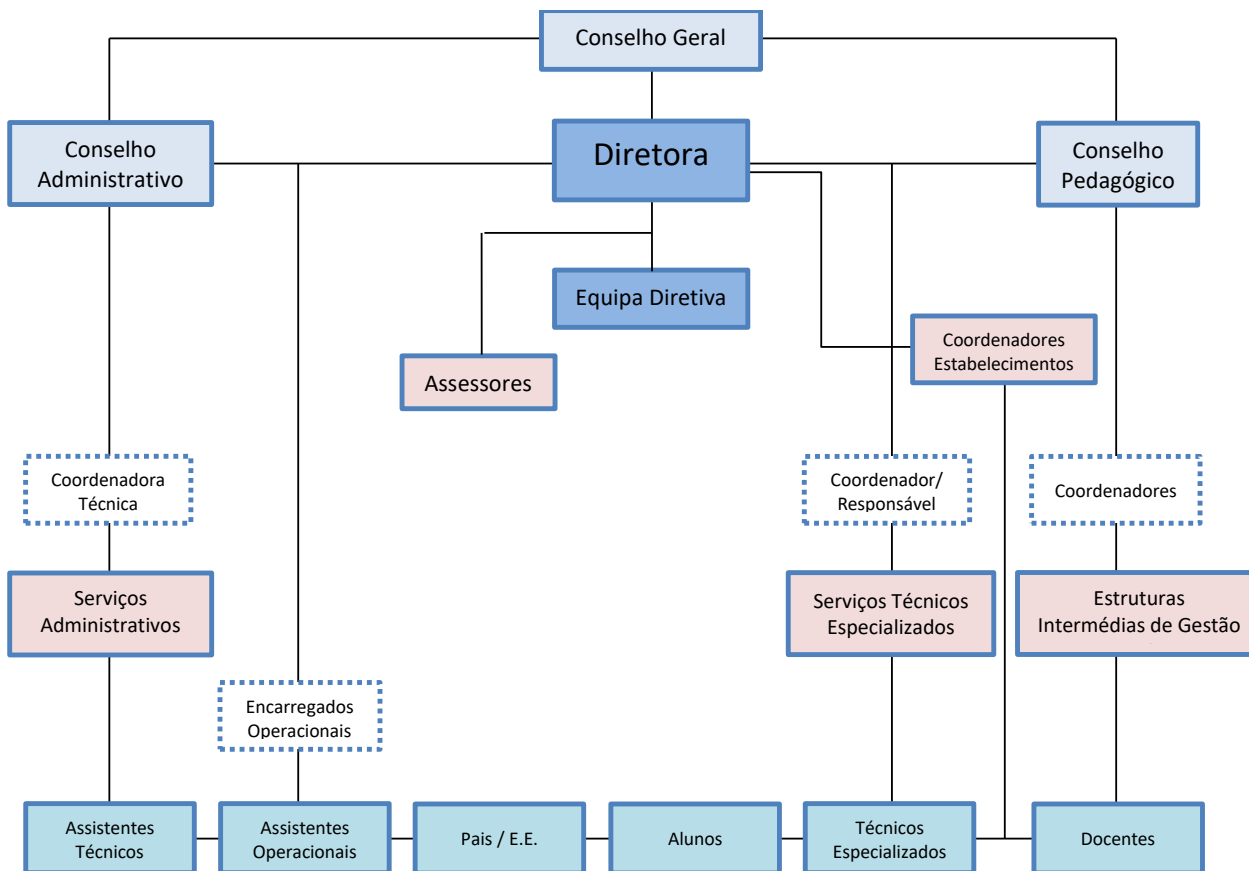 Conselho Geral
Conselho
Administrativo
Diretora
Conselho
Pedagógico
Equipa Diretiva
Coordenadores
Estabelecimentos
Assessores
Coordenadora
Técnica
Coordenador/
Responsável
Coordenadores
Serviços
Administrativos
Serviços Técnicos
Especializados
Estruturas
Intermédias de Gestão
Encarregados
Operacionais
Assistentes
Técnicos
Assistentes
Operacionais
Pais / E.E.
Alunos
Técnicos
Especializados
Docentes